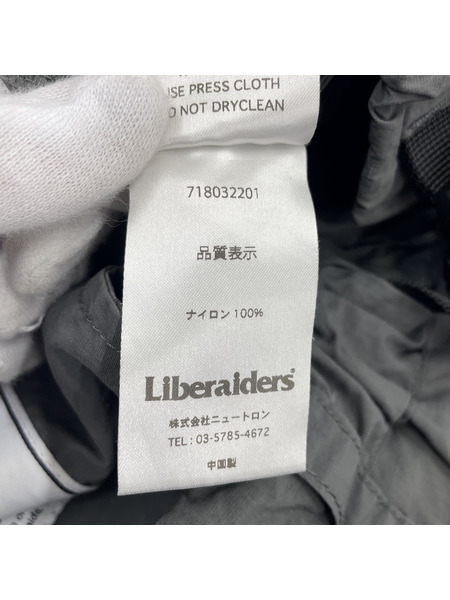 USE PRESS CLOTH
DO NOT DRYCLEAN
718032201
品質表示
ナイロン 100%
Liberaiders®
株式会社ニュートロン
TEL : 03-5785-4672
中国製